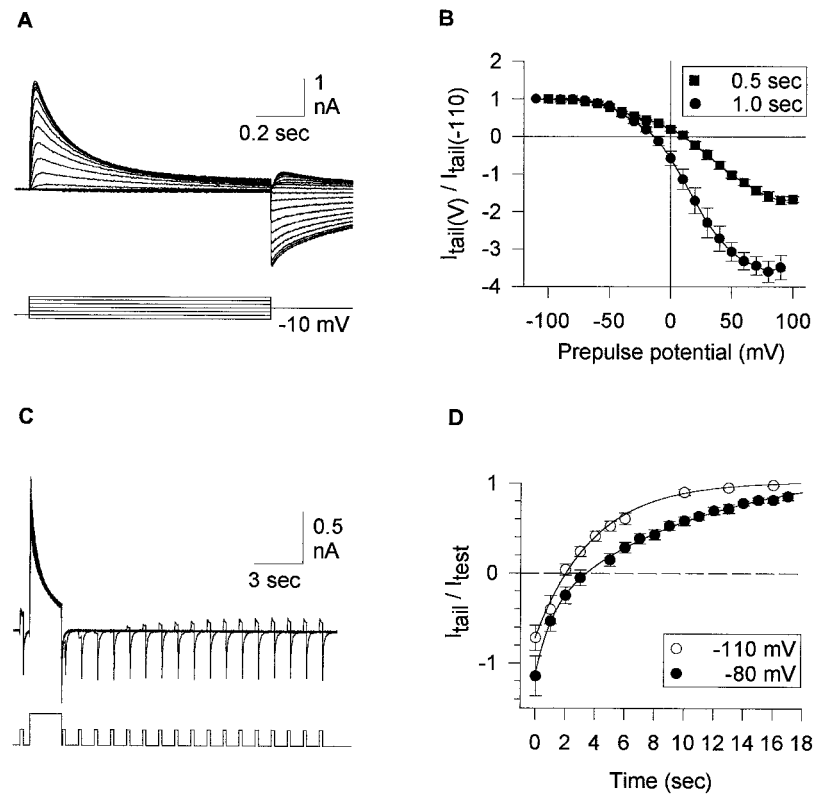 A
1
nA
0.2 sec
-10 mV
B
2
1
0
-1
-2
-3
-4
0.5 sec
1.0 sec
Itail(V) / Itail(-110)
-100 -50 0 50 100
Prepulse potential (mV)
C
0.5
nA
3 sec
D
1
0
-1
Itail / Itest
-110 mV
-80 mV
0 2 4 6 8 10 12 14 16 18
Time (sec)